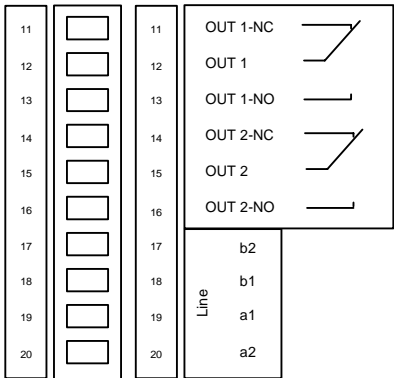 11 11 OUT 1-NC
12 12 OUT 1
13 13 OUT 1-NO
14 14 OUT 2-NC
15 15 OUT 2
16 16 OUT 2-NO
17 17 b2
18 18 b1
Line
19 19 a1
20 20 a2